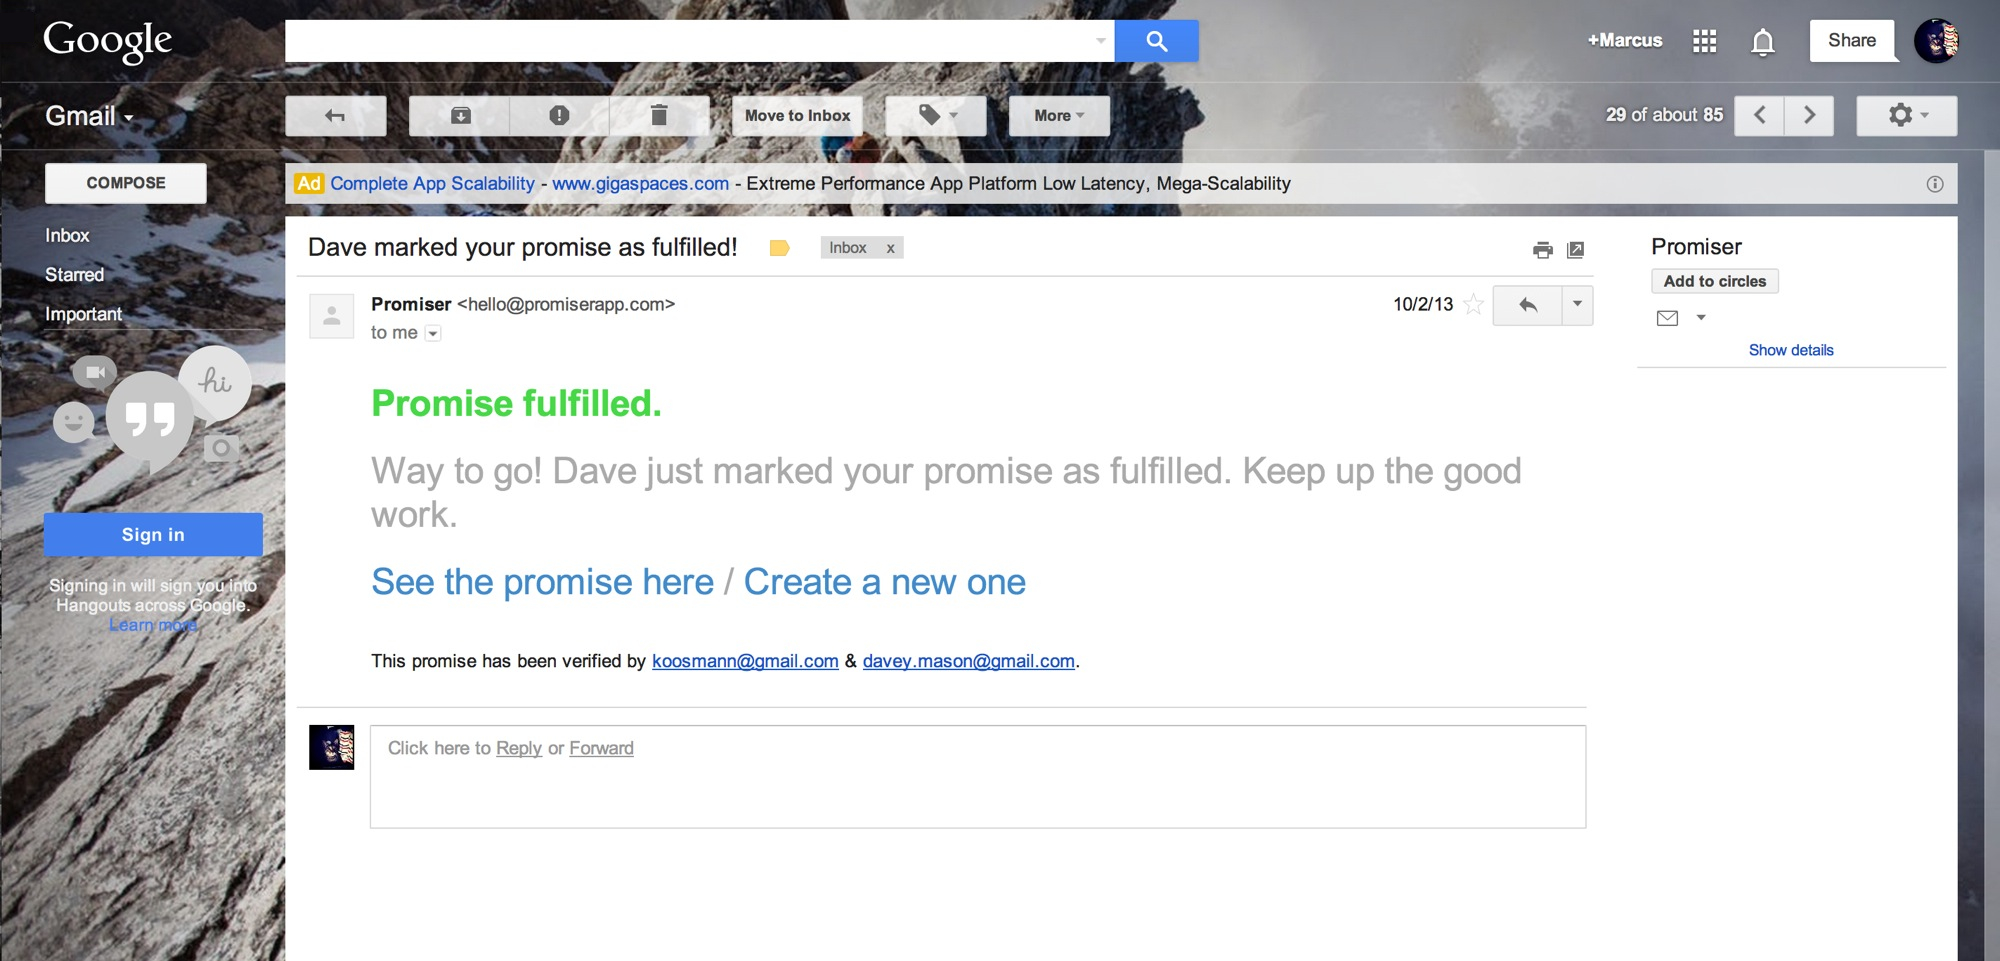 Google
+Marcus
Share
Gmail
Move to Inbox
More
29 of about 85
COMPOSE
Ad Complete App Scalability - www.gigaspaces.com - Extreme Performance App Platform Low Latency, Mega-Scalability
Inbox
Starred
Important
hi
Sign in
Signing in will sign you into
Hangouts across Google.
Learn more
Dave marked your promise as fulfilled!
Inbox x
Promiser <hello@promiserapp.com>
10/2/13
to me
Promise fulfilled.
Way to go! Dave just marked your promise as fulfilled. Keep up the good
work.
See the promise here / Create a new one
This promise has been verified by koosmann@gmail.com & davey.mason@gmail.com.
Click here to Reply or Forward
Promiser
Add to circles
Show details